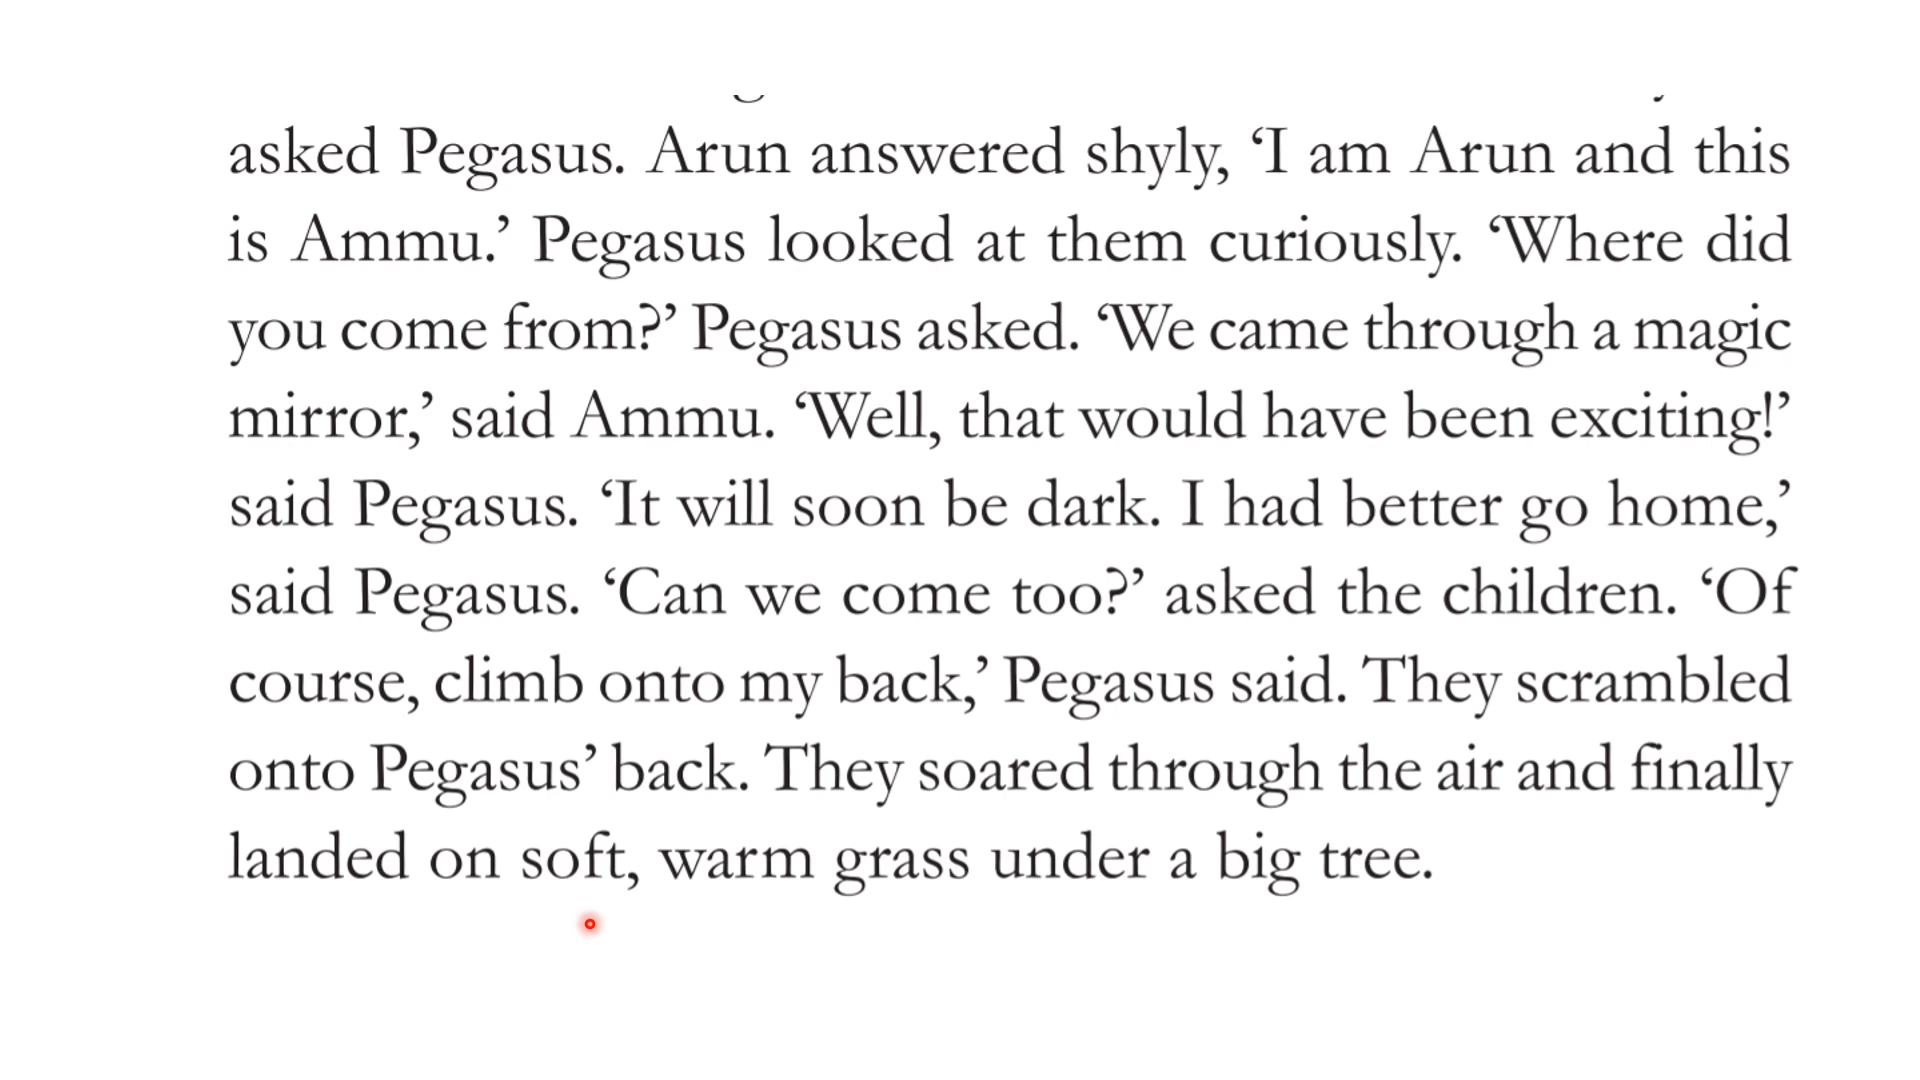 asked Pegasus. Arun answered shyly, ‘I am Arun and this
is Ammu.’ Pegasus looked at them curiously. ‘Where did
you come from?’ Pegasus asked. ‘We came through a magic
mirror,’ said Ammu. ‘Well, that would have been exciting!’
said Pegasus. ‘It will soon be dark. I had better go home,’
said Pegasus. ‘Can we come too?’ asked the children. ‘Of
course, climb onto my back,’ Pegasus said. They scrambled
onto Pegasus’ back. They soared through the air and finally
landed on soft, warm grass under a big tree.